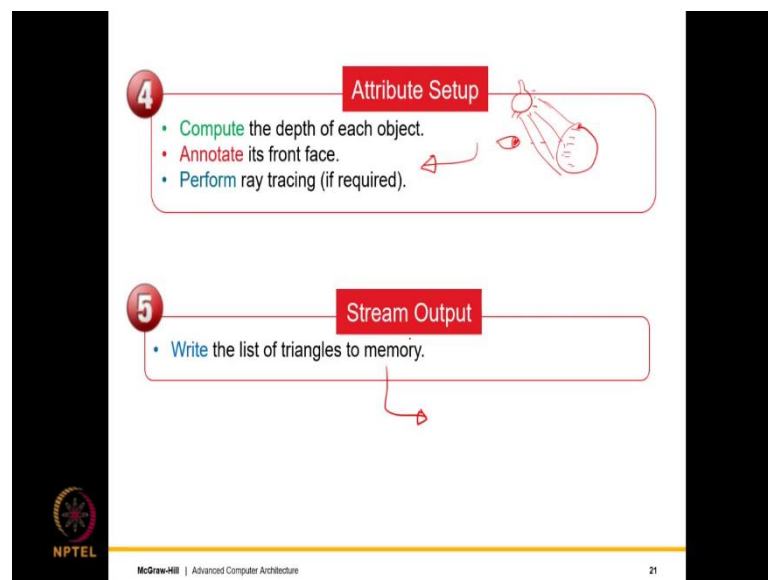 4
Attribute Setup
• Compute the depth of each object.
• Annotate its front face.
• Perform ray tracing (if required).
5
Stream Output
• Write the list of triangles to memory.
NPTEL
McGraw-Hill | Advanced Computer Architecture
21